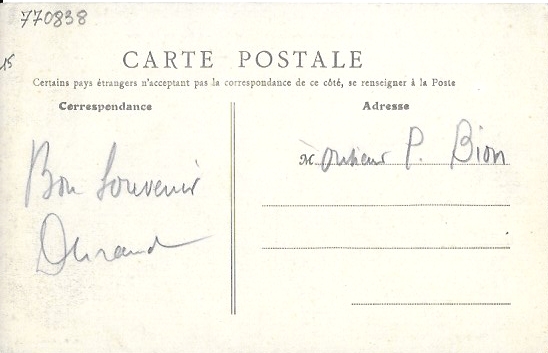 770838
15
CARTE POSTALE
Certains pays étrangers n'acceptant pas la correspondance de ce côté, se renseigner à la Poste
Correspondance
Adresse
Bon Souvenir
Durand
Monsieur P. Bion